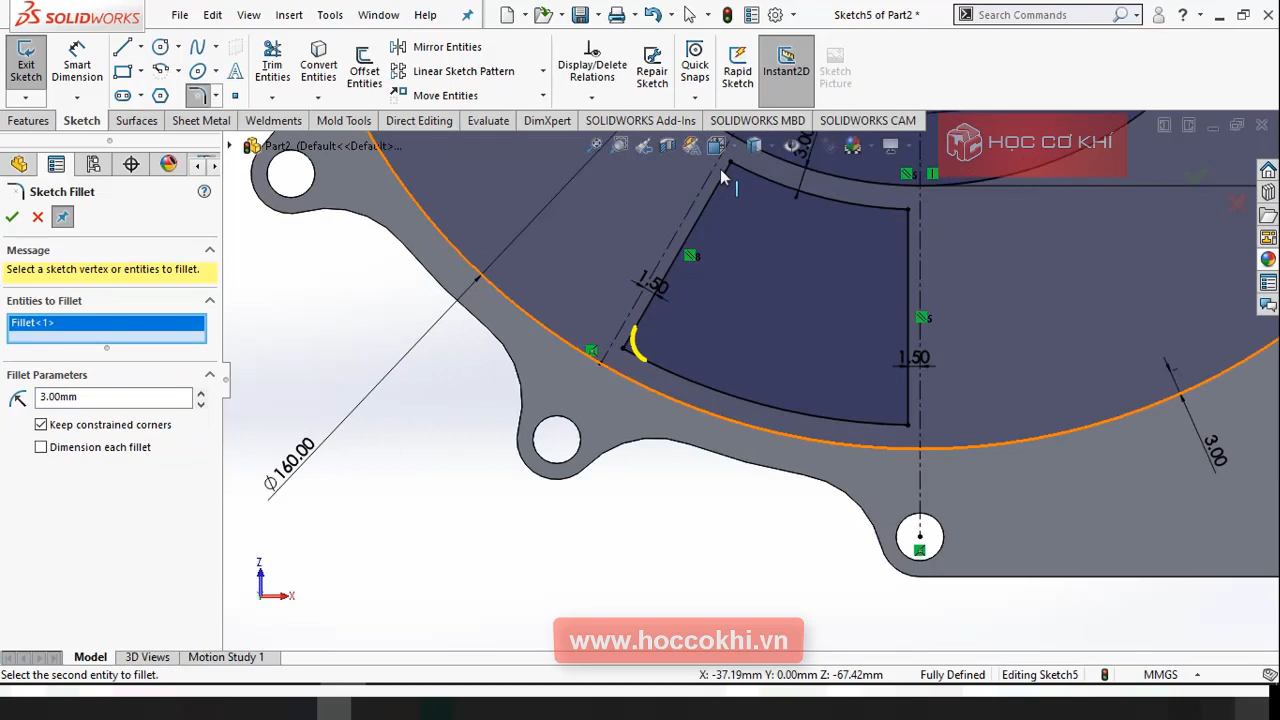 SOLIDWORKS
File
Edit
View
Insert
Tools
Window
Help
Sketch5 of Part2 *
Search Commands
Exit
Sketch
Smart
Dimension
Trim
Entities
Convert
Entities
Offset
Entities
Mirror Entities
Linear Sketch Pattern
Move Entities
Display/Delete
Relations
Repair
Sketch
Quick
Snaps
Rapid
Sketch
Instant2D
Sketch
Picture
Features
Sketch
Surfaces
Sheet Metal
Weldments
Mold Tools
Direct Editing
Evaluate
DimXpert
SOLIDWORKS Add-Ins
SOLIDWORKS MBD
SOLIDWORKS CAM
HỌC CƠ KHÍ
Part2 (Default<<Default>...
Sketch Fillet
Message
Select a sketch vertex or entities to fillet.
Entities to Fillet
Fillet<1>
Fillet Parameters
3.00mm
Keep constrained corners
Dimension each fillet
3.00
1.50
1.50
3.00
Ø160.00
Z
X
www.hoccokhi.vn
Model
3D Views
Motion Study 1
Select the second entity to fillet.
X: -37.19mm Y: 0.00mm Z: -67.42mm
Fully Defined
Editing Sketch5
MMGS